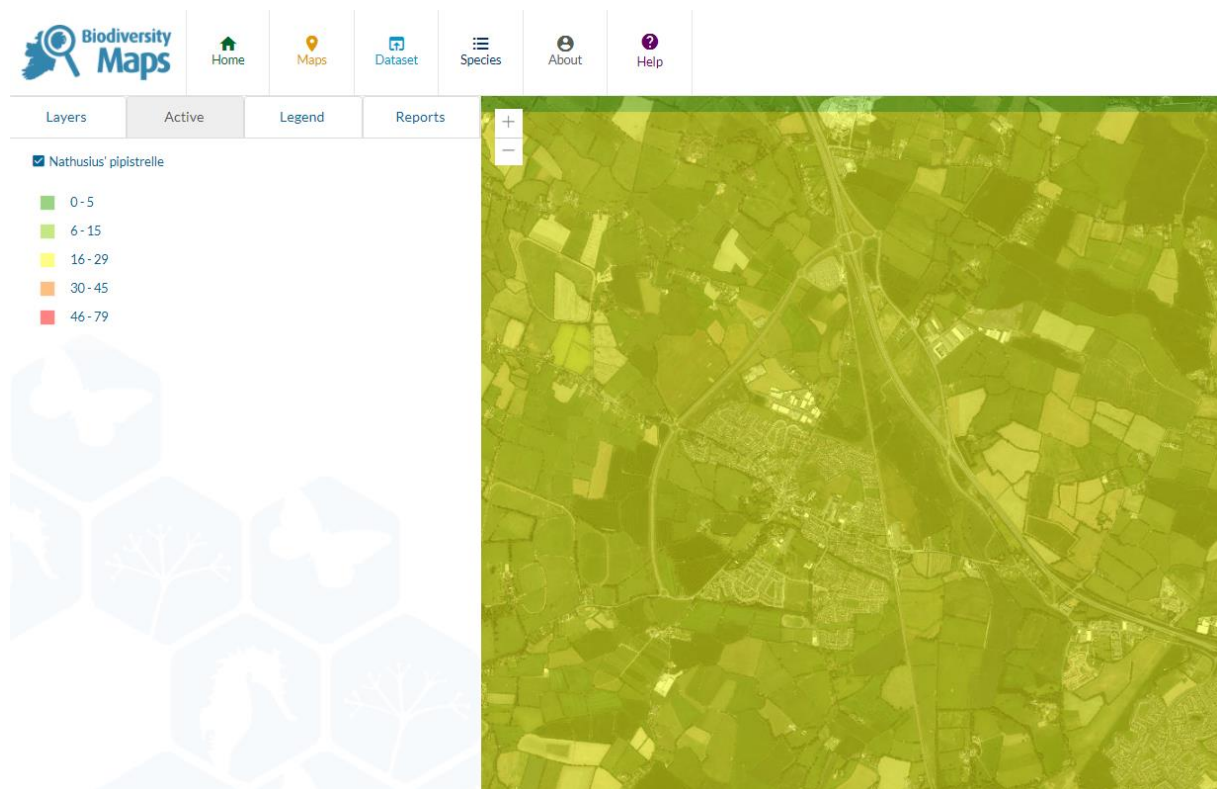 Biodiversity
Maps
Home
Maps
Dataset
Species
About
Help
Layers
Active
Legend
Reports
+
−
Nathusius' pipistrelle
0 - 5
6 - 15
16 - 29
30 - 45
46 - 79